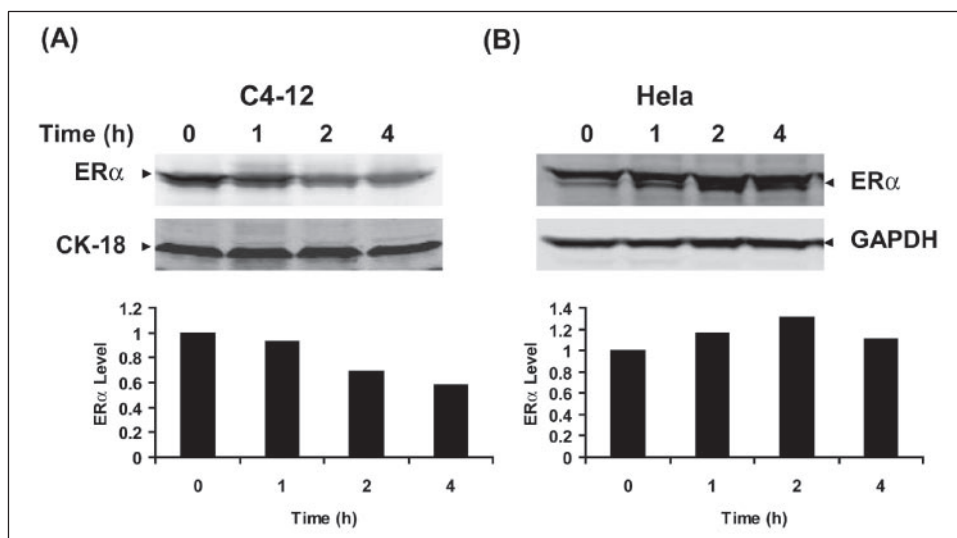 (A)
C4-12
Time (h) 0 1 2 4
ERα
CK-18
1.2
1
0.8
0.6
0.4
0.2
0
ERα Level
0 1 2 4
Time (h)
(B)
Hela
0 1 2 4
ERα
GAPDH
1.4
1.2
1
0.8
0.6
0.4
0.2
0
ERα Level
0 1 2 4
Time (h)